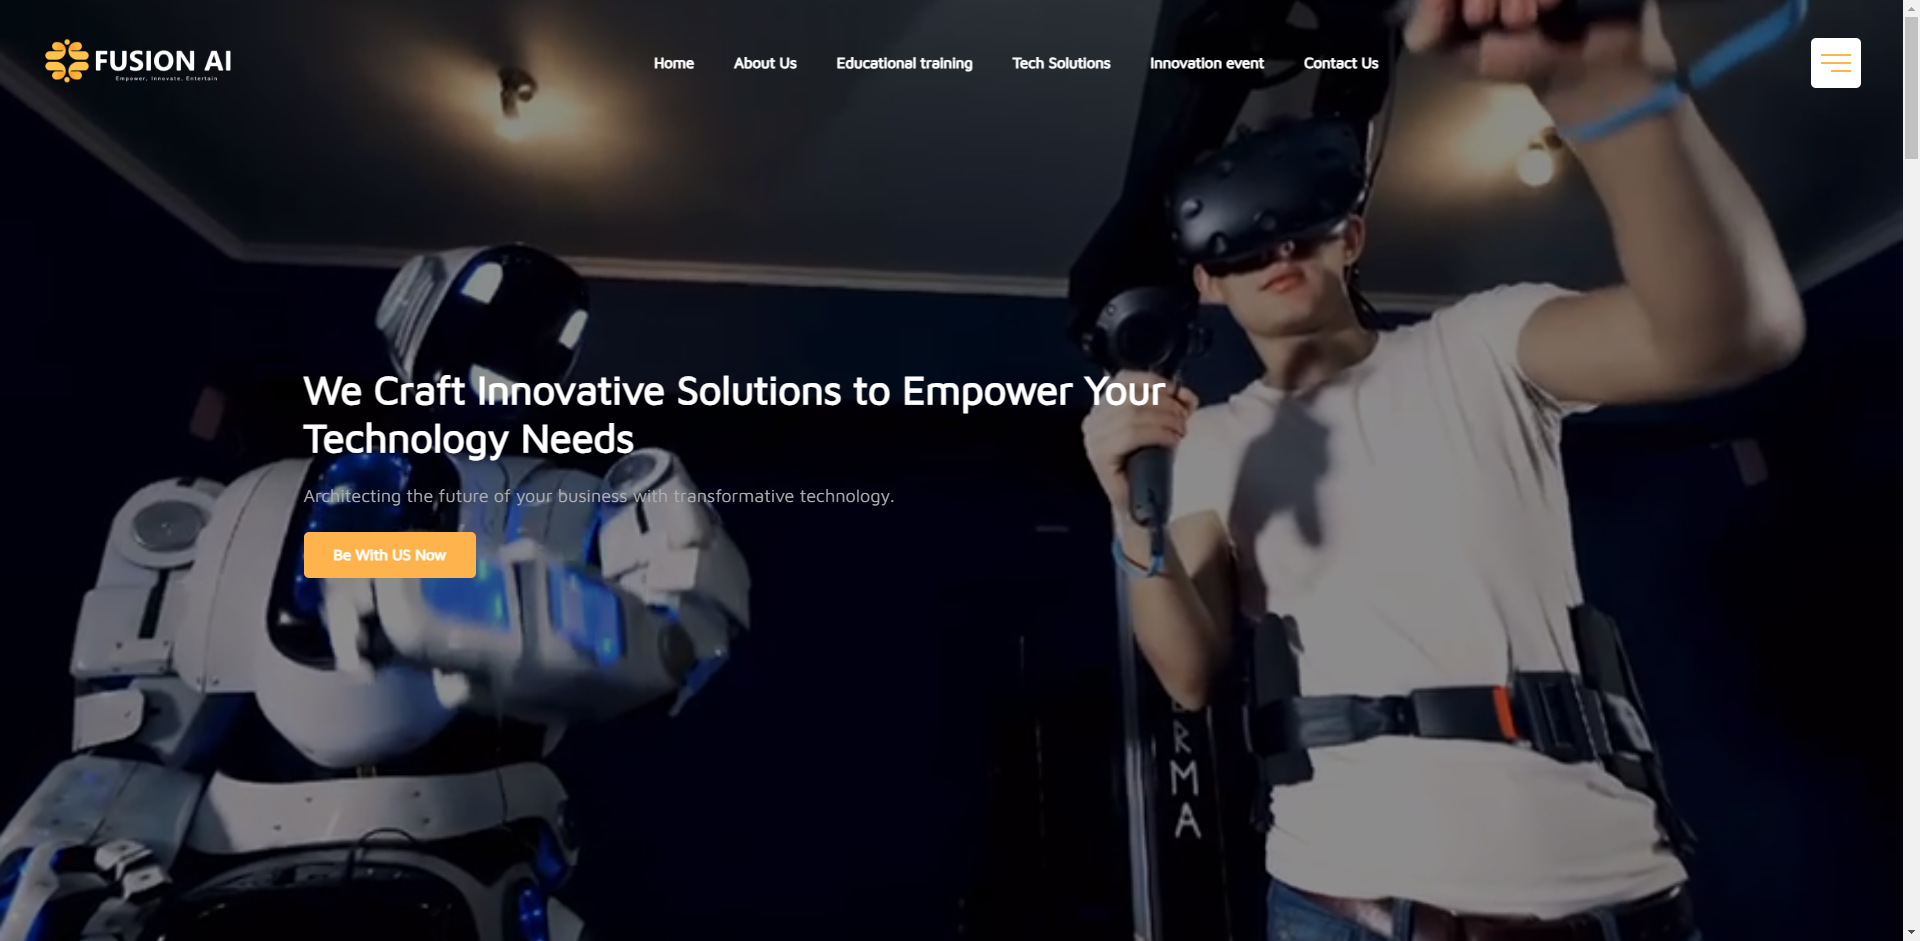 FUSION AI
Empower, Innovate, Entertain
Home
About Us
Educational training
Tech Solutions
Innovation event
Contact Us
We Craft Innovative Solutions to Empower Your
Technology Needs
Architecting the future of your business with transformative technology.
Be With US Now
RMA